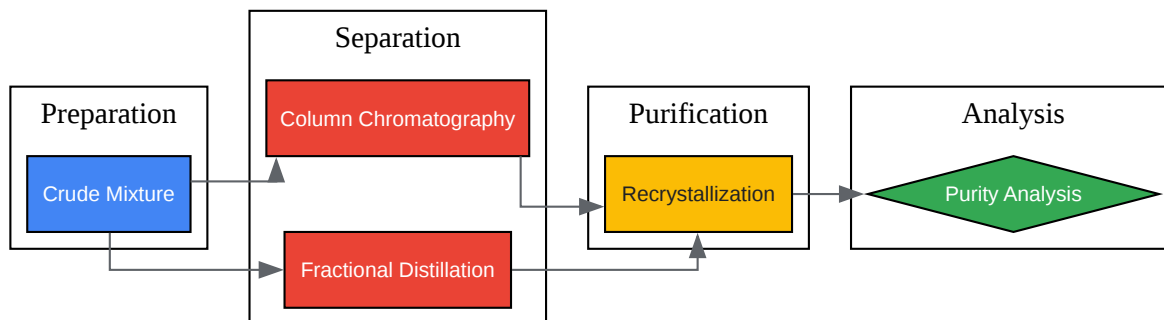 Preparation
Crude Mixture
Separation
Column Chromatography
Fractional Distillation
Purification
Recrystallization
Analysis
Purity Analysis